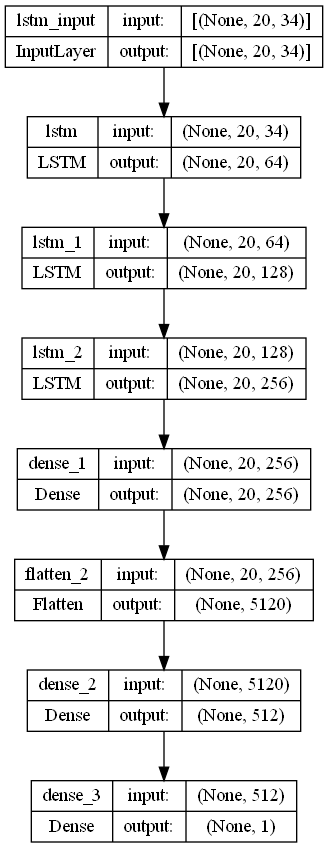 lstm_input input: [(None, 20, 34)]
InputLayer output: [(None, 20, 34)]
lstm input: (None, 20, 34)
LSTM output: (None, 20, 64)
lstm_1 input: (None, 20, 64)
LSTM output: (None, 20, 128)
lstm_2 input: (None, 20, 128)
LSTM output: (None, 20, 256)
dense_1 input: (None, 20, 256)
Dense output: (None, 20, 256)
flatten_2 input: (None, 20, 256)
Flatten output: (None, 5120)
dense_2 input: (None, 5120)
Dense output: (None, 512)
dense_3 input: (None, 512)
Dense output: (None, 1)